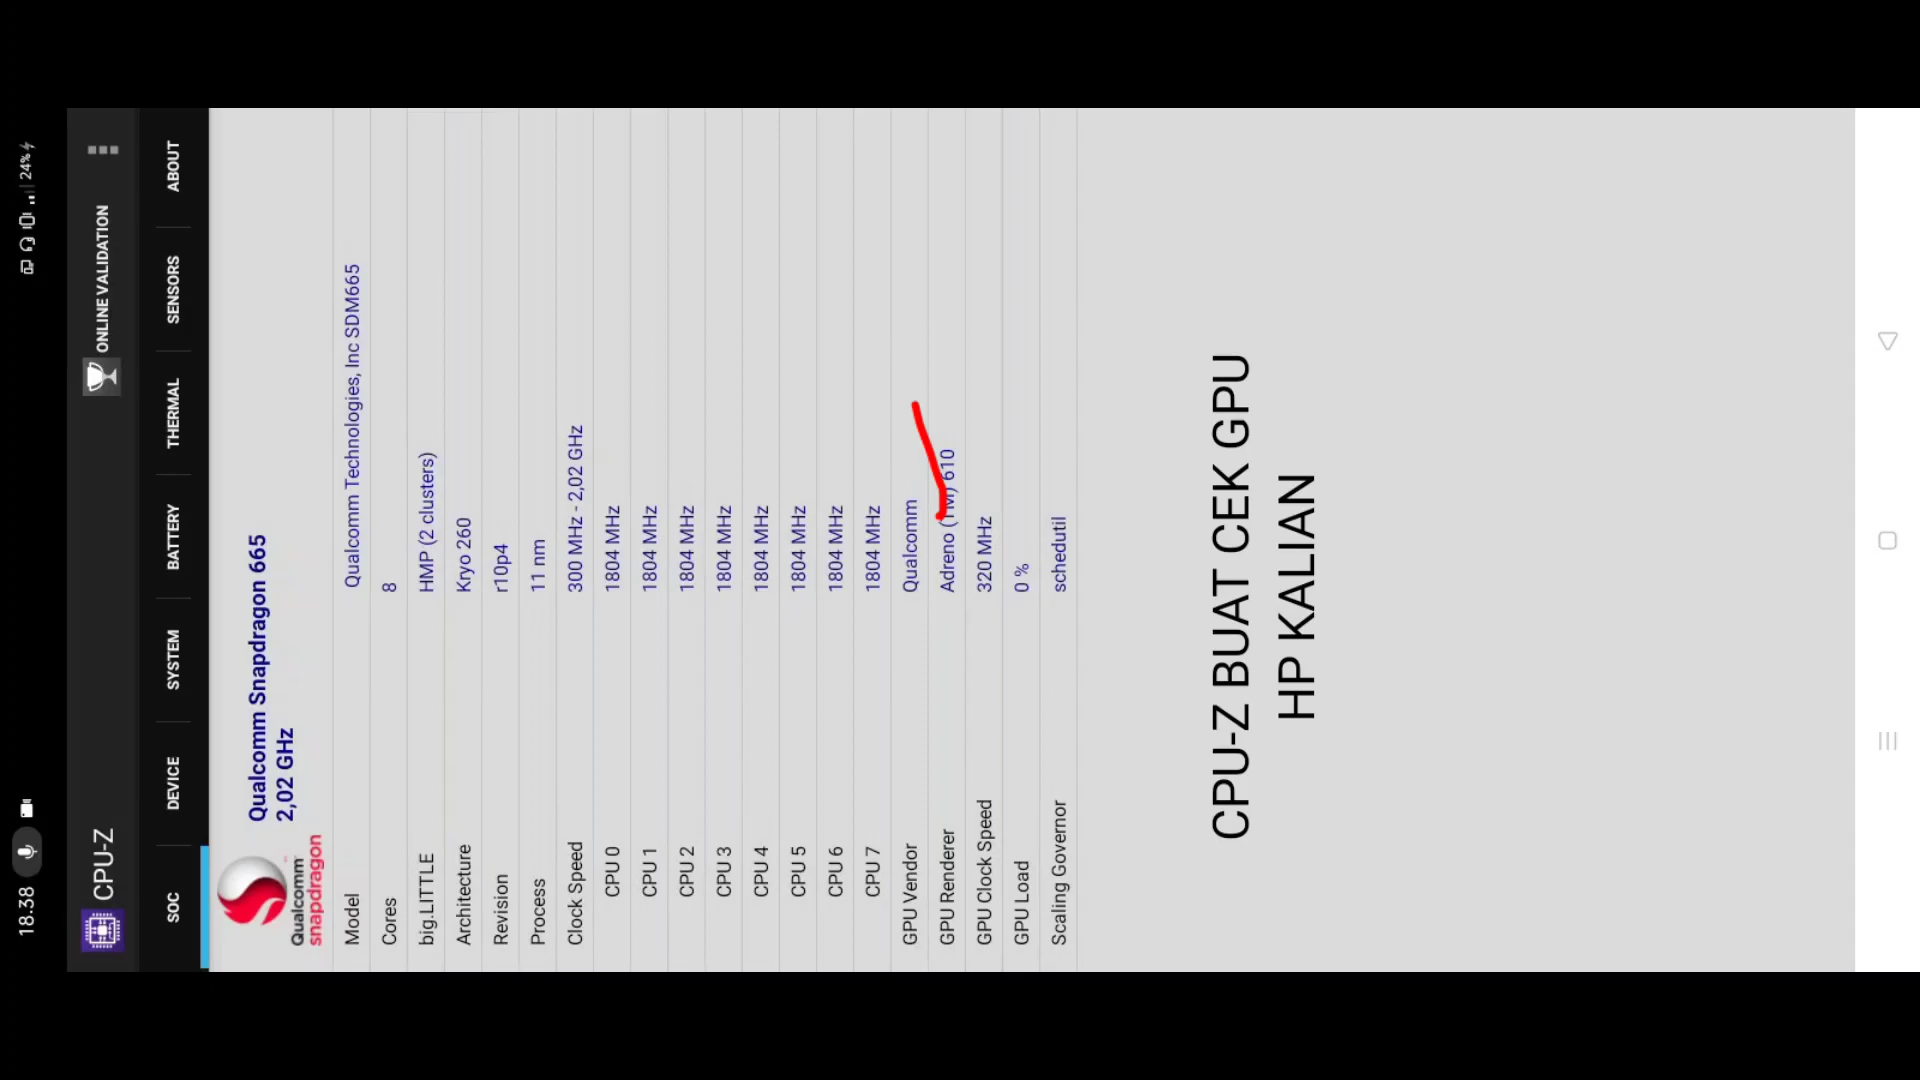 18.38
24%
CPU-Z
ONLINE VALIDATION
SOC
DEVICE
SYSTEM
BATTERY
THERMAL
SENSORS
ABOUT
Qualcomm
snapdragon
Qualcomm Snapdragon 665
2,02 GHz
Model Qualcomm Technologies, Inc SDM665
Cores 8
big.LITTLE HMP (2 clusters)
Architecture Kryo 260
Revision r10p4
Process 11 nm
Clock Speed 300 MHz - 2,02 GHz
CPU 0 1804 MHz
CPU 1 1804 MHz
CPU 2 1804 MHz
CPU 3 1804 MHz
CPU 4 1804 MHz
CPU 5 1804 MHz
CPU 6 1804 MHz
CPU 7 1804 MHz
GPU Vendor Qualcomm
GPU Renderer Adreno (TM) 610
GPU Clock Speed 320 MHz
GPU Load 0 %
Scaling Governor schedutil
CPU-Z BUAT CEK GPU
HP KALIAN